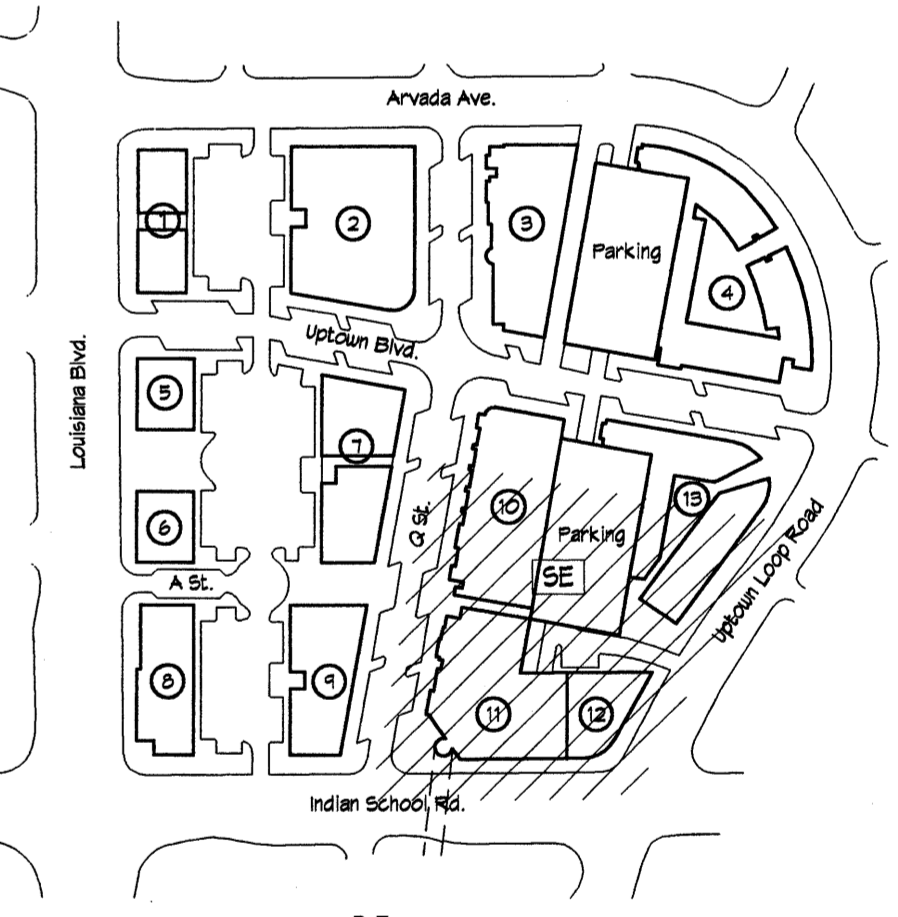 Arvada Ave.
1
2
3
Parking
4
Uptown Blvd.
Louisiana Blvd.
5
7
6
Q St.
10
Parking
13
SE
A St.
Uptown Loop Road
8
9
11
12
Indian School Rd.